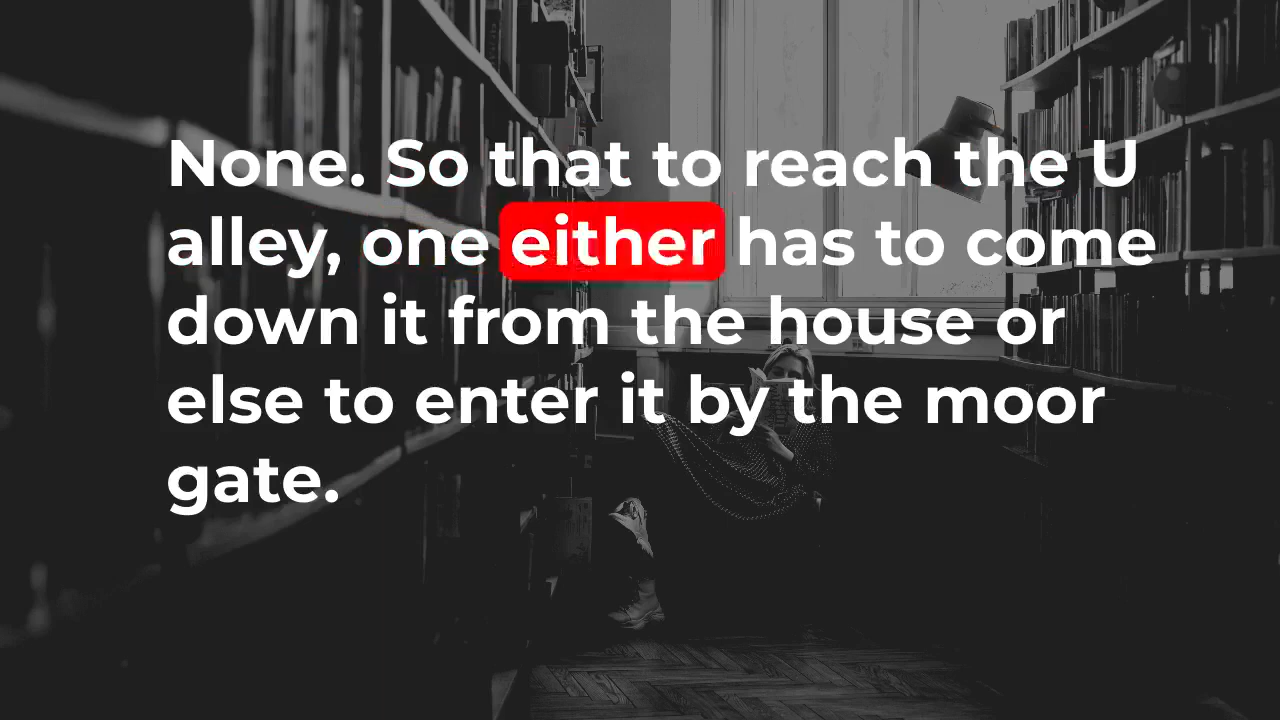 None. So that to reach the U
alley, one either has to come
down it from the house or
else to enter it by the moor
gate.